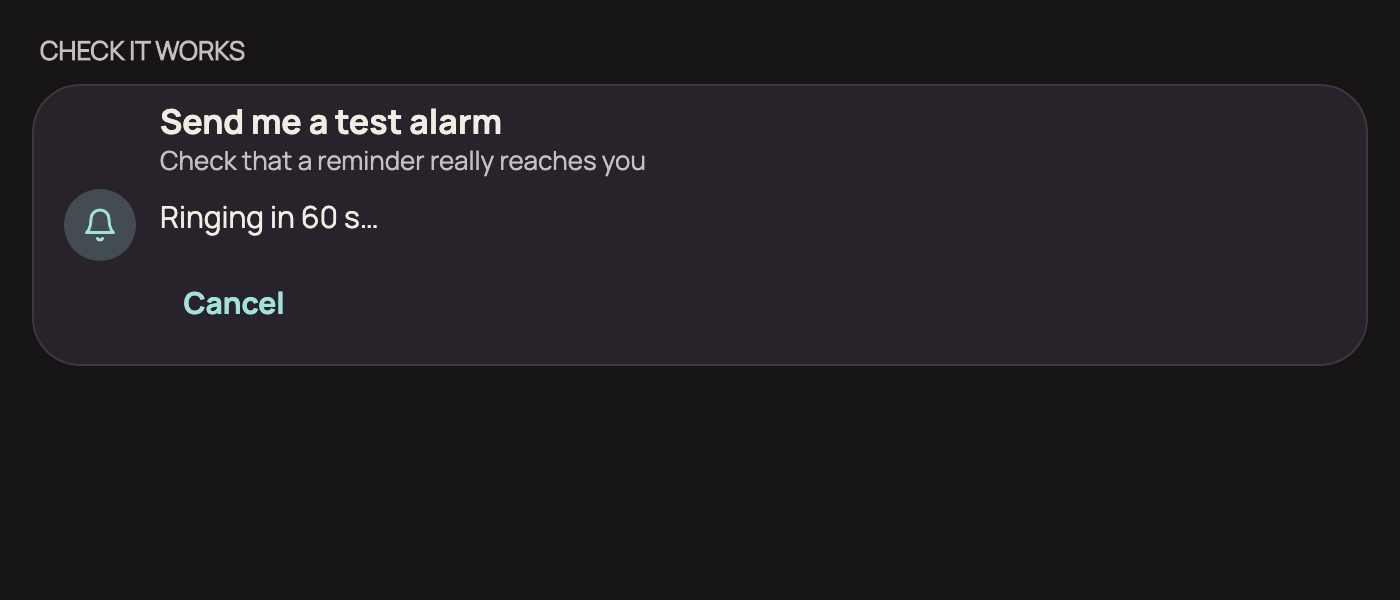 CHECK IT WORKS
Send me a test alarm
Check that a reminder really reaches you
Ringing in 60 s…
Cancel